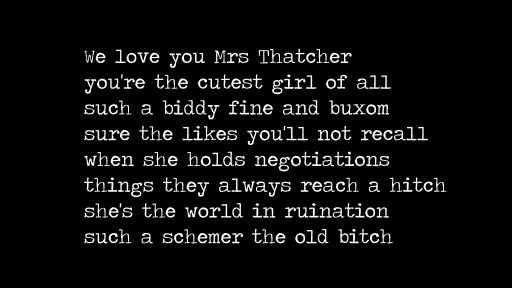 We love you Mrs Thatcher
you're the cutest girl of all
such a biddy fine and buxom
sure the likes you'll not recall
when she holds negotiations
things they always reach a hitch
she's the world in ruination
such a schemer the old bitch